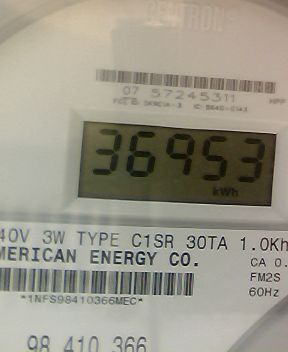 CENTRON®
07 57245311
36953
kWh
40V 3W TYPE C1SR 30TA 1.0Kh
MERICAN ENERGY CO.
CA 0.
FM2S
60Hz
*1NFS98410366MEC*
98 410 366